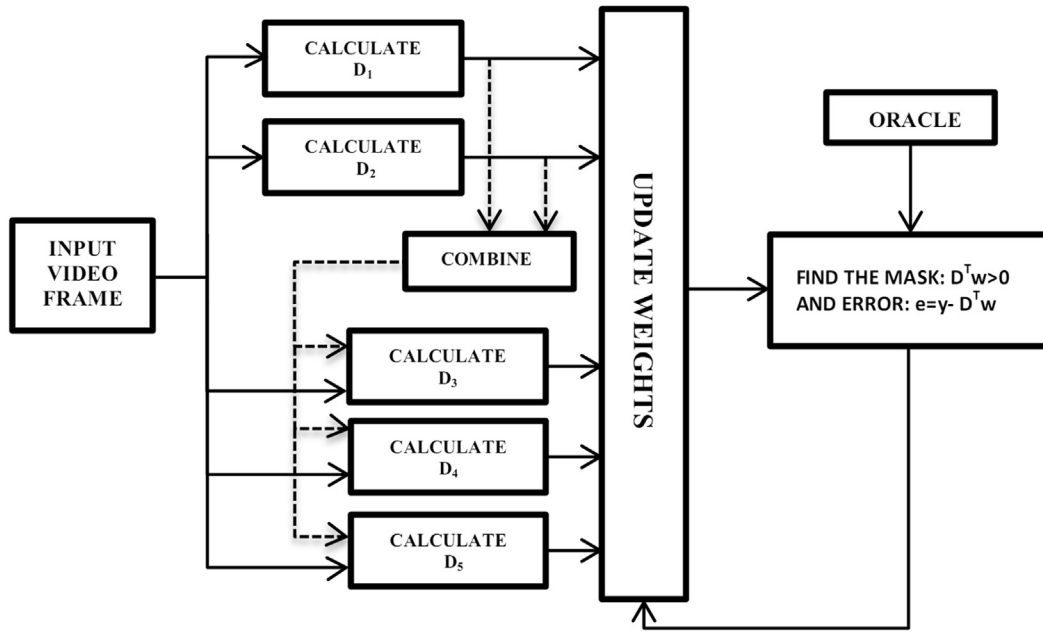 CALCULATE
D₁
CALCULATE
D₂
INPUT
VIDEO
FRAME
COMBINE
CALCULATE
D₃
CALCULATE
D₄
CALCULATE
D₅
UPDATE WEIGHTS
ORACLE
FIND THE MASK: Dᵀw>0
AND ERROR: e=y- Dᵀw